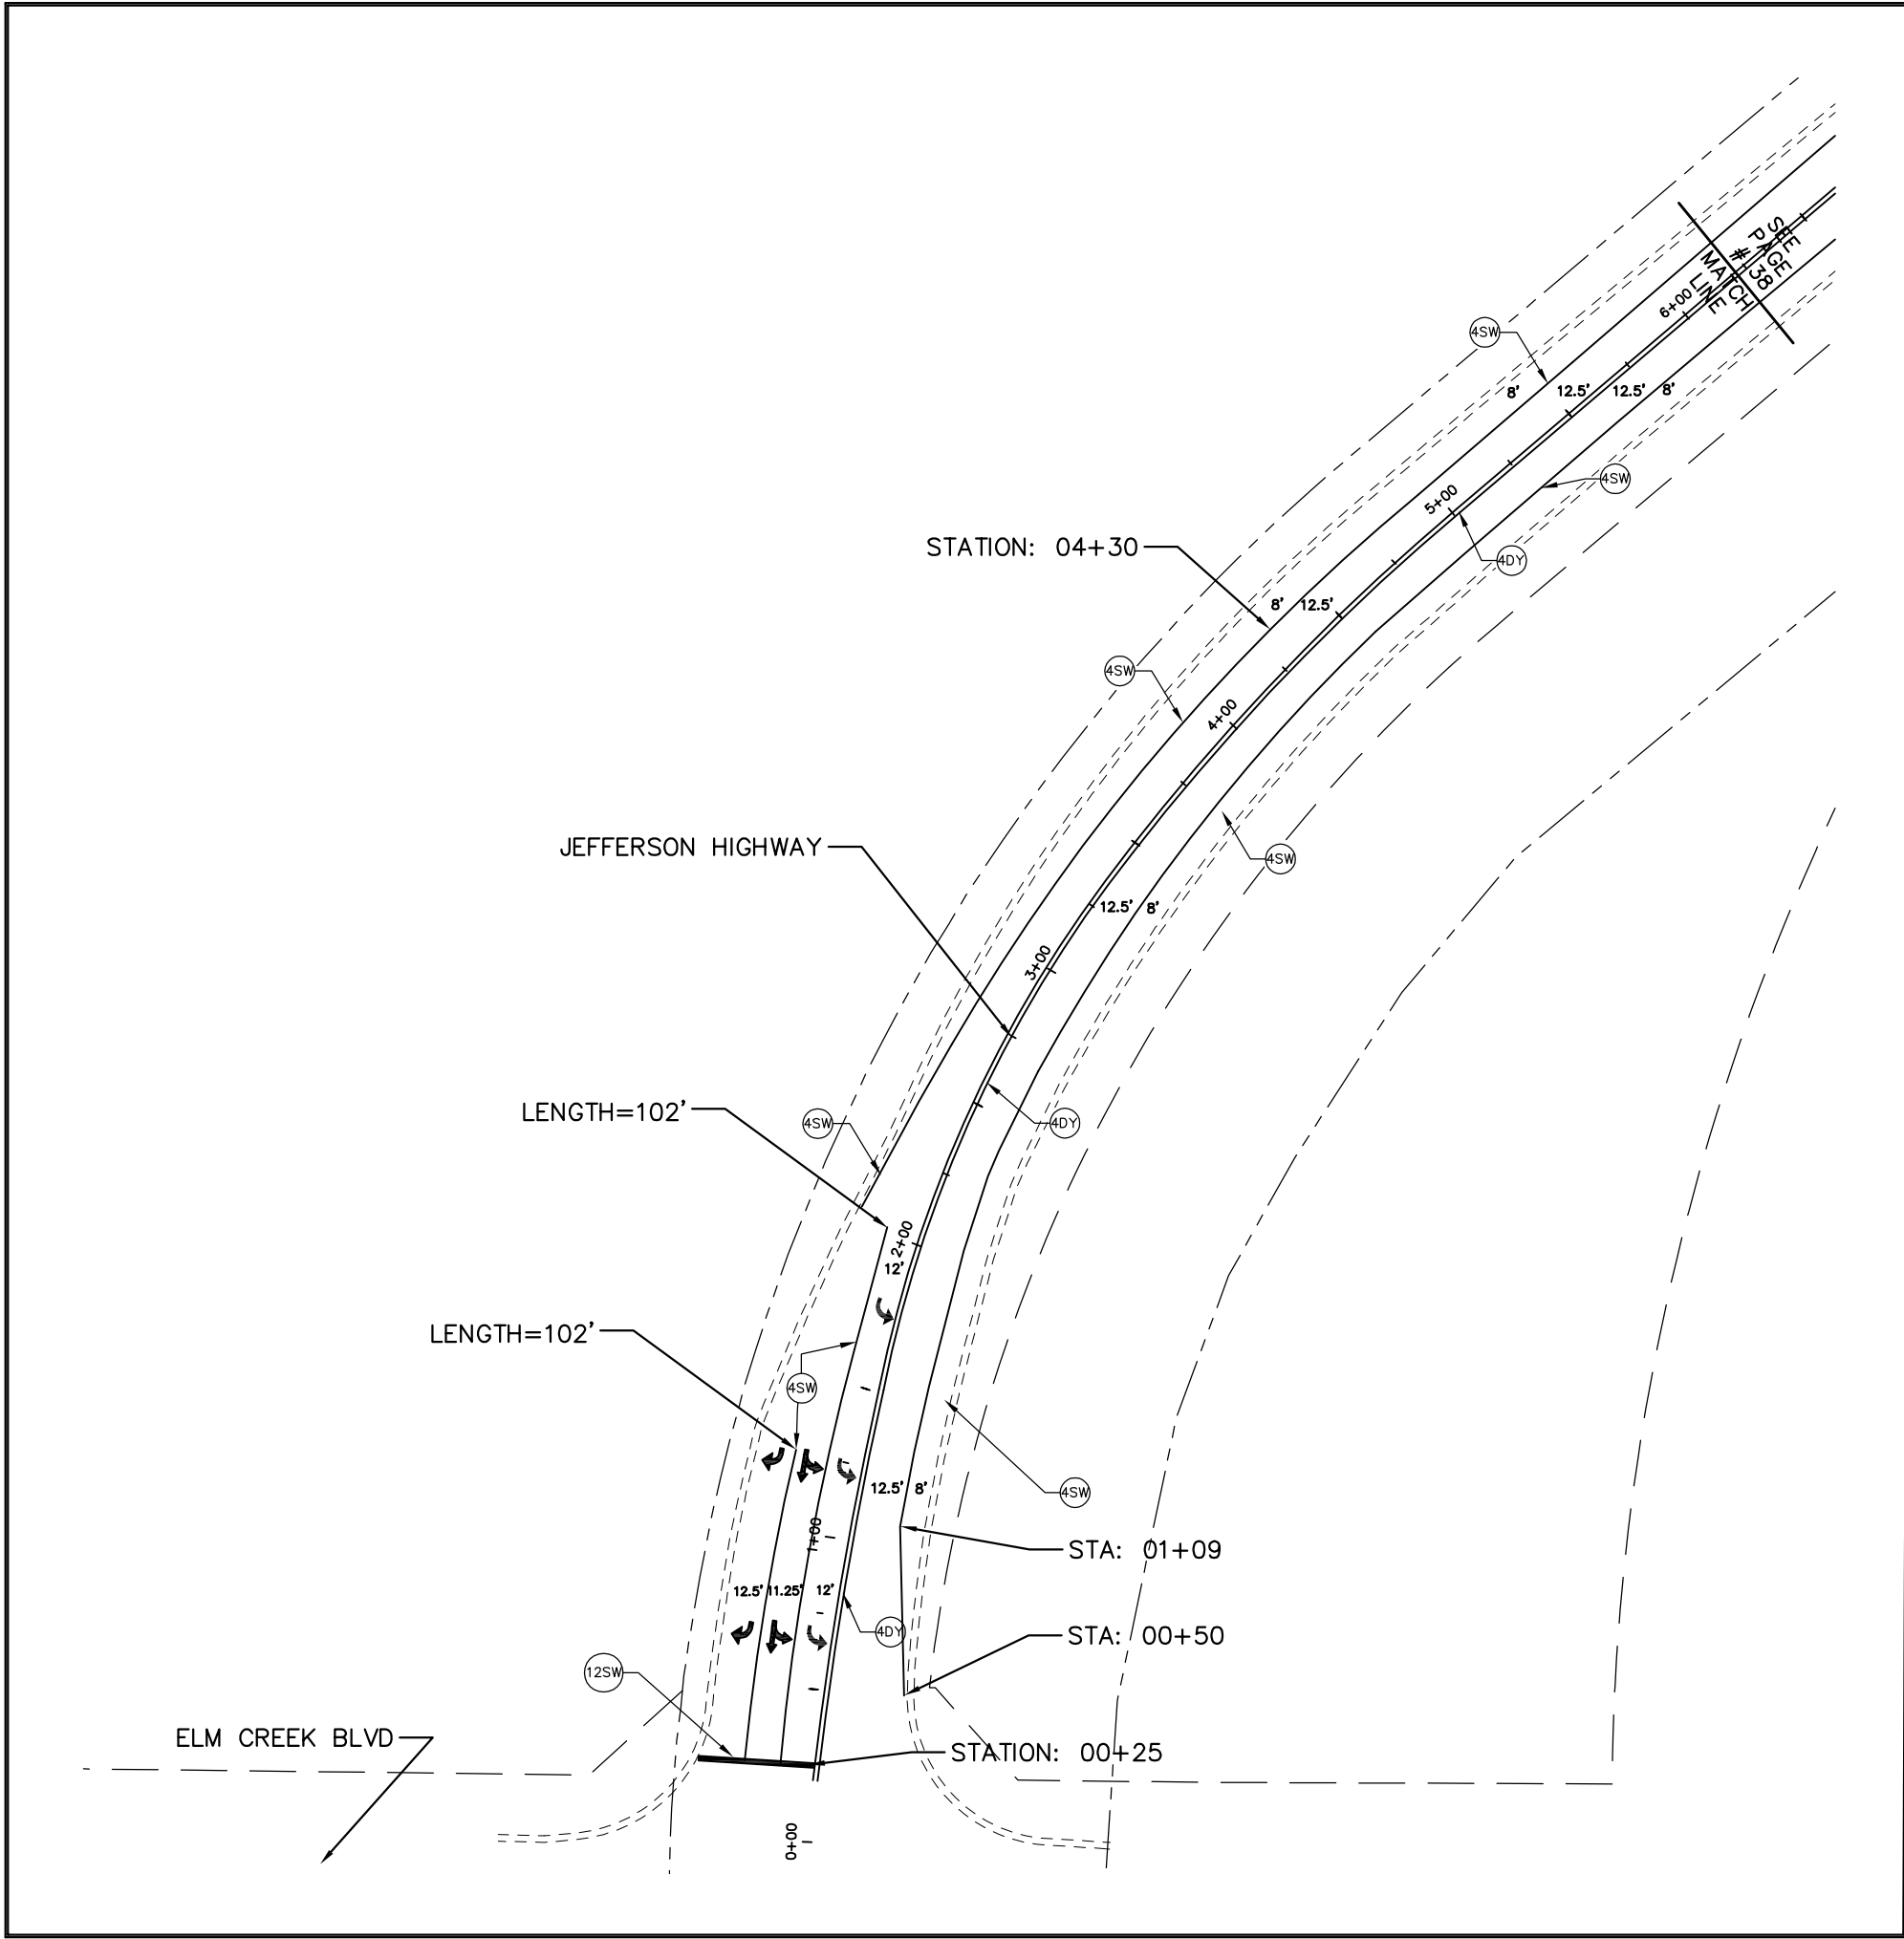 SEE
PAGE
# 38
MATCH
LINE
6+00
4SW
8' 12.5' 12.5' 8'
4SW
5+00
STATION: 04+30
4DY
8' 12.5'
4SW
4+00
JEFFERSON HIGHWAY
4SW
12.5' 8'
3+00
LENGTH=102'
4SW
4DY
2+00
12'
LENGTH=102'
4SW
12.5' 8'
4SW
1+00
STA: 01+09
12.5' 11.25' 12'
4DY
STA: 00+50
12SW
ELM CREEK BLVD
STATION: 00+25
0+00